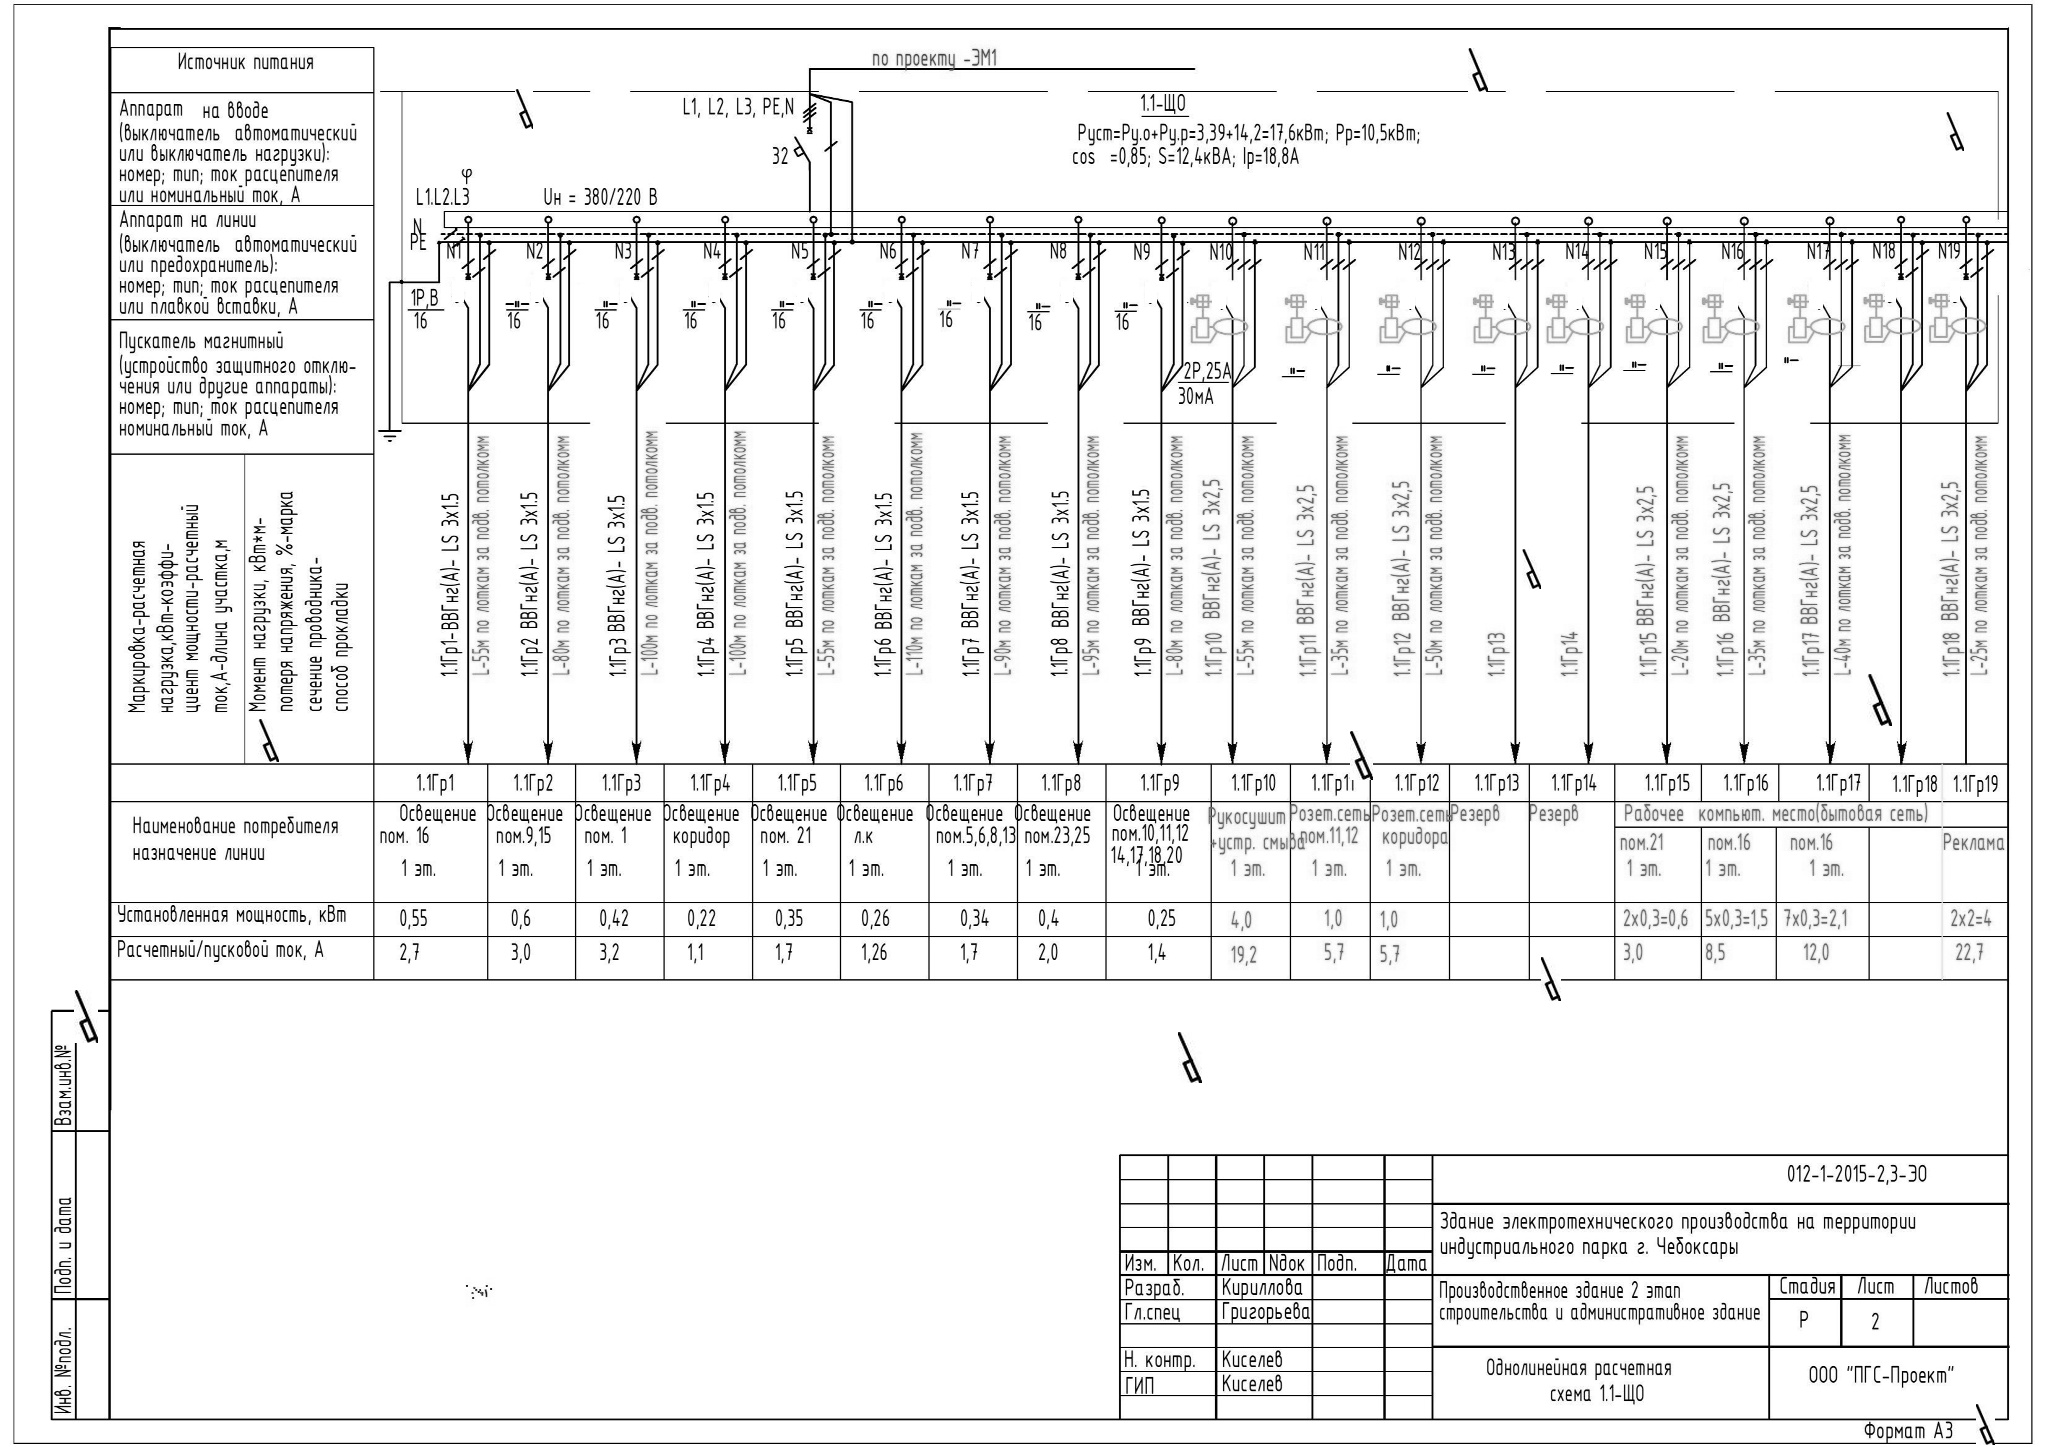 Источник питания
Аппарат на вводе
(выключатель автоматический
или выключатель нагрузки):
номер; тип; ток расцепителя
или номинальный ток, А
Аппарат на линии
(выключатель автоматический
или предохранитель):
номер; тип; ток расцепителя
или плавкой вставки, А
Пускатель магнитный
(устройство защитного отклю-
чения или другие аппараты):
номер; тип; ток расцепителя
номинальный ток, А
Маркировка-расчетная
нагрузка,кВт-коэффи-
циент мощности-расчетный
ток,А-длина участка,м
Момент нагрузки, кВт*м-
потеря напряжения, %-марка
сечение проводника-
способ прокладки
по проекту -ЭМ1
L1, L2, L3, PE,N
32
1.1-ЩО
Руст=Ру.о+Ру.р=3,39+14,2=17,6кВт; Рр=10,5кВт;
cos =0,85; S=12,4кВА; Iр=18,8А
φ
L1.L2.L3
Uн = 380/220 В
N
PE
N1 N2 N3 N4 N5 N6 N7 N8 N9 N10 N11 N12 N13 N14 N15 N16 N17 N18 N19
1Р,В
16
-"- 16
-"- 16
-"- 16
-"- 16
-"- 16
-"- 16
-"- 16
-"- 16
2Р,25А
30мА
-"- -"- -"- -"- -"- -"-
1.1Гр1-ВВГнг(А)- LS 3х1.5
L-55м по лоткам за подв. потолкомм
1.1Гр2 ВВГнг(А)- LS 3х1.5
L-80м по лоткам за подв. потолкомм
1.1Гр3 ВВГнг(А)- LS 3х1.5
L-100м по лоткам за подв. потолкомм
1.1Гр4 ВВГнг(А)- LS 3х1.5
L-100м по лоткам за подв. потолкомм
1.1Гр5 ВВГнг(А)- LS 3х1.5
L-55м по лоткам за подв. потолкомм
1.1Гр6 ВВГнг(А)- LS 3х1.5
L-110м по лоткам за подв. потолкомм
1.1Гр7 ВВГнг(А)- LS 3х1.5
L-90м по лоткам за подв. потолкомм
1.1Гр8 ВВГнг(А)- LS 3х1.5
L-95м по лоткам за подв. потолкомм
1.1Гр9 ВВГнг(А)- LS 3х1.5
L-80м по лоткам за подв. потолкомм
1.1Гр10 ВВГнг(А)- LS 3х2,5
L-55м по лоткам за подв. потолкомм
1.1Гр11 ВВГнг(А)- LS 3х2,5
L-35м по лоткам за подв. потолкомм
1.1Гр12 ВВГнг(А)- LS 3х2,5
L-50м по лоткам за подв. потолкомм
1.1Гр13
1.1Гр14
1.1Гр15 ВВГнг(А)- LS 3х2,5
L-20м по лоткам за подв. потолкомм
1.1Гр16 ВВГнг(А)- LS 3х2,5
L-35м по лоткам за подв. потолкомм
1.1Гр17 ВВГнг(А)- LS 3х2,5
L-40м по лоткам за подв. потолкомм
1.1Гр18 ВВГнг(А)- LS 3х2,5
L-25м по лоткам за подв. потолкомм
1.1Гр1 1.1Гр2 1.1Гр3 1.1Гр4 1.1Гр5 1.1Гр6 1.1Гр7 1.1Гр8 1.1Гр9 1.1Гр10 1.1Гр11 1.1Гр12 1.1Гр13 1.1Гр14 1.1Гр15 1.1Гр16 1.1Гр17 1.1Гр18 1.1Гр19
Наименование потребителя
назначение линии
Освещение
пом. 16
1 эт.
Освещение
пом.9,15
1 эт.
Освещение
пом. 1
1 эт.
Освещение
коридор
1 эт.
Освещение
пом. 21
1 эт.
Освещение
л.к
1 эт.
Освещение
пом.5,6,8,13
1 эт.
Освещение
пом.23,25
1 эт.
Освещение
пом.10,11,12
14,17,18,20
1 эт.
Рукосушит
+устр. смыва
1 эт.
Розет.сеть
пом.11,12
1 эт.
Розет.сеть
коридора
1 эт.
Резерв
Резерв
Рабочее компьют. место(бытовая сеть)
пом.21
1 эт.
пом.16
1 эт.
пом.16
1 эт.
Реклама
Установленная мощность, кВт 0,55 0,6 0,42 0,22 0,35 0,26 0,34 0,4 0,25 4,0 1,0 1,0 2х0,3=0,6 5х0,3=1,5 7х0,3=2,1 2х2=4
Расчетный/пусковой ток, А 2,7 3,0 3,2 1,1 1,7 1,26 1,7 2,0 1,4 19,2 5,7 5,7 3,0 8,5 12,0 22,7
Взам.инв.№
Подп. и дата
Инв. №подл.
012-1-2015-2,3-ЭО
Здание электротехнического производства на территории
индустриального парка г. Чебоксары
Изм. Кол. Лист Nдок Подп. Дата
Разраб. Кириллова
Гл.спец Григорьева
Н. контр. Киселев
ГИП Киселев
Производственное здание 2 этап
строительства и административное здание
Стадия Лист Листов
Р 2
Однолинейная расчетная
схема 1.1-ЩО
ООО "ПГС-Проект"
Формат А3